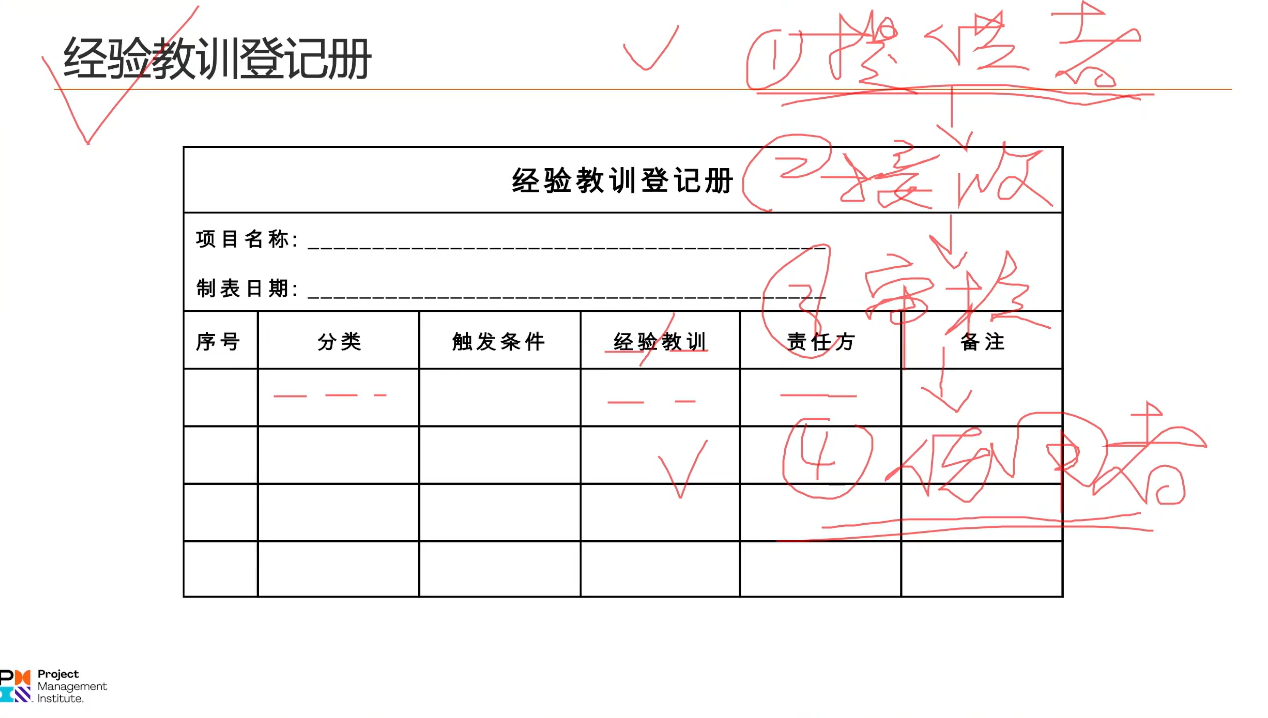 经验教训登记册
①提供者
②接收
③审核
④使用者
经验教训登记册
项目名称: ________________________________________
制表日期: ________________________________________
序号 分类 触发条件 经验教训 责任方 备注
Project
Management
Institute.